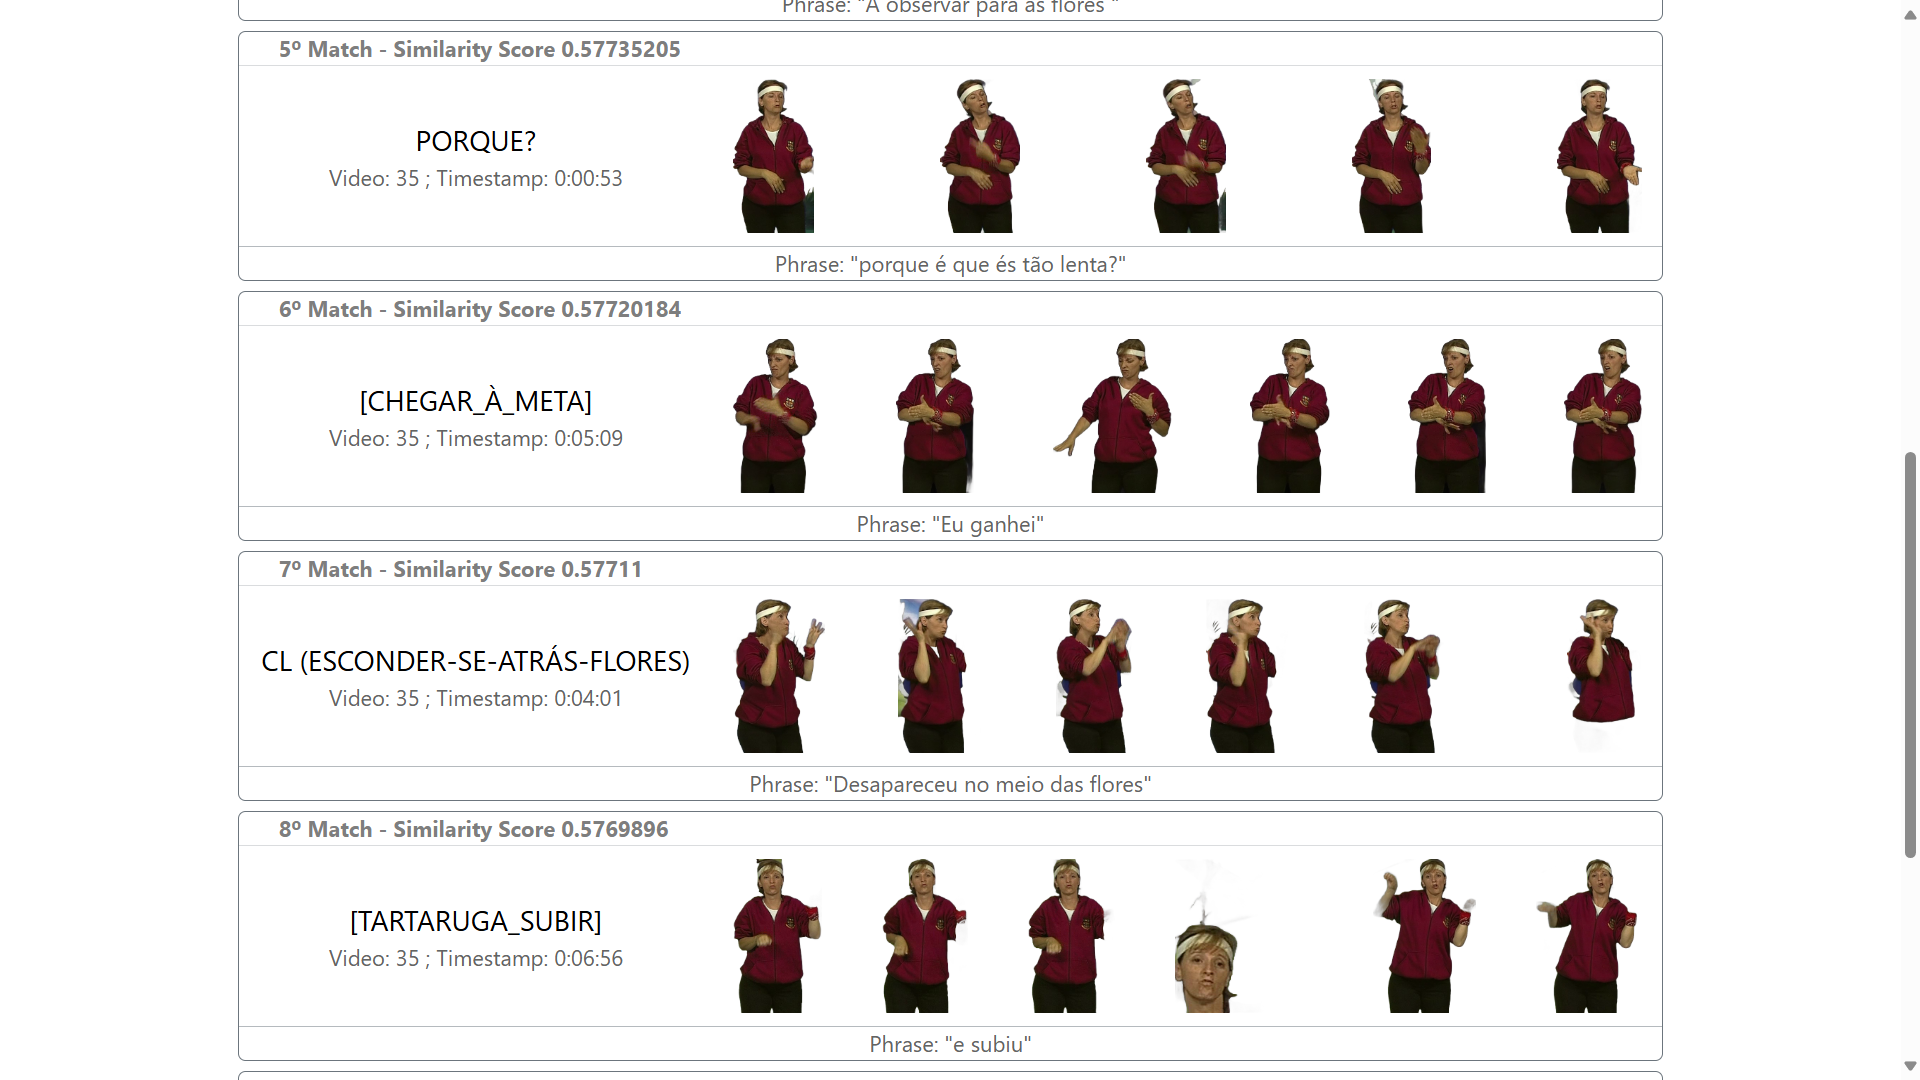 Phrase: "A observar para as flores "
5º Match - Similarity Score 0.57735205
PORQUE?
Video: 35 ; Timestamp: 0:00:53
Phrase: "porque é que és tão lenta?"
6º Match - Similarity Score 0.57720184
[CHEGAR_À_META]
Video: 35 ; Timestamp: 0:05:09
Phrase: "Eu ganhei"
7º Match - Similarity Score 0.57711
CL (ESCONDER-SE-ATRÁS-FLORES)
Video: 35 ; Timestamp: 0:04:01
Phrase: "Desapareceu no meio das flores"
8º Match - Similarity Score 0.5769896
[TARTARUGA_SUBIR]
Video: 35 ; Timestamp: 0:06:56
Phrase: "e subiu"